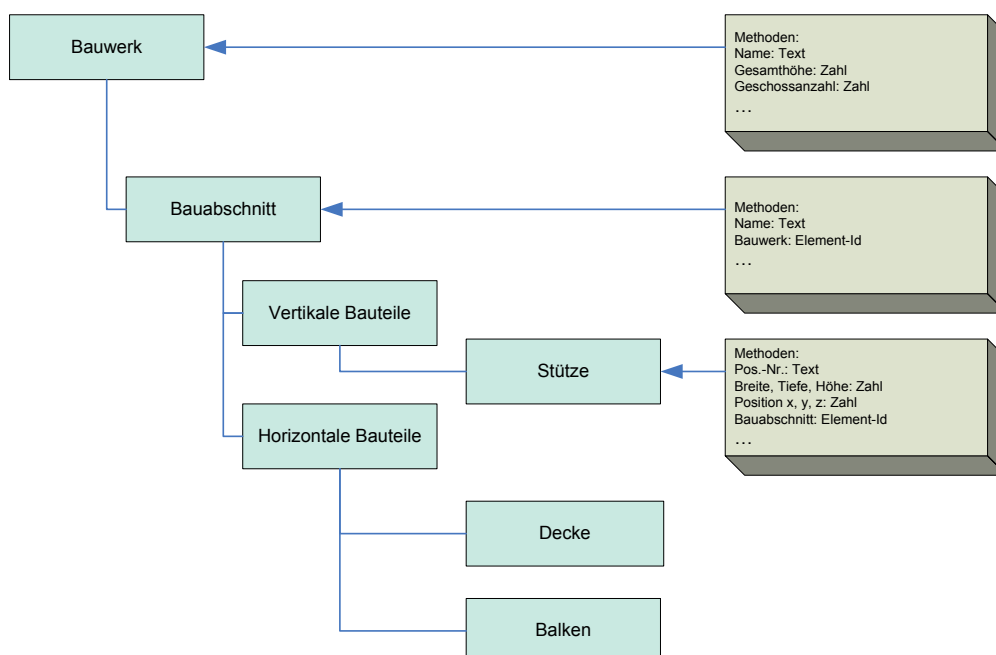 Bauwerk
Methoden:
Name: Text
Gesamthöhe: Zahl
Geschossanzahl: Zahl
…
Bauabschnitt
Methoden:
Name: Text
Bauwerk: Element-Id
…
Vertikale Bauteile
Stütze
Methoden:
Pos.-Nr.: Text
Breite, Tiefe, Höhe: Zahl
Position x, y, z: Zahl
Bauabschnitt: Element-Id
…
Horizontale Bauteile
Decke
Balken